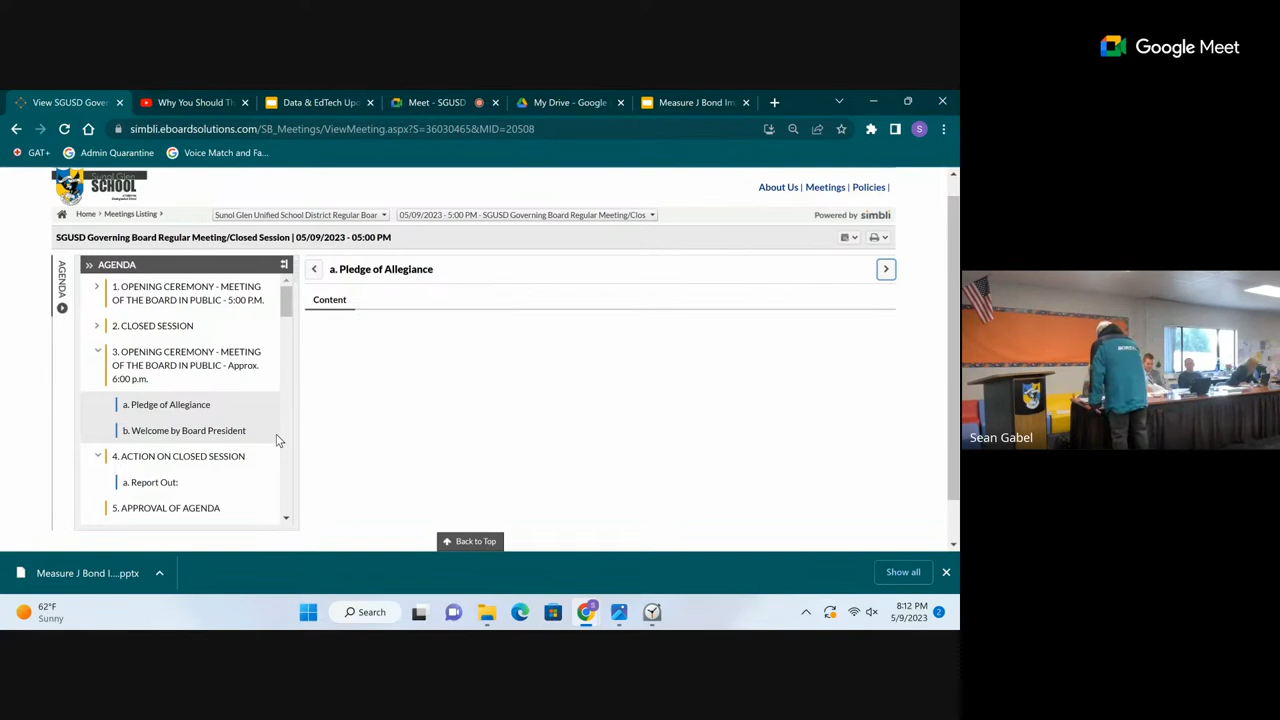 Google Meet
View SGUSD Gover
Why You Should Th
Data & EdTech Up
Meet - SGUSD
My Drive - Google
Measure J Bond Im
simbli.eboardsolutions.com/SB_Meetings/ViewMeeting.aspx?S=36030465&MID=20508
S
GAT+
Admin Quarantine
Voice Match and Fa...
Sunol Glen
SCHOOL
About Us | Meetings | Policies |
Home > Meetings Listing >
Sunol Glen Unified School District Regular Boar
05/09/2023 - 5:00 PM - SGUSD Governing Board Regular Meeting/Clos
Powered by simbli
SGUSD Governing Board Regular Meeting/Closed Session | 05/09/2023 - 05:00 PM
AGENDA
AGENDA
1. OPENING CEREMONY - MEETING
OF THE BOARD IN PUBLIC - 5:00 P.M.
2. CLOSED SESSION
3. OPENING CEREMONY - MEETING
OF THE BOARD IN PUBLIC - Approx.
6:00 p.m.
a. Pledge of Allegiance
b. Welcome by Board President
4. ACTION ON CLOSED SESSION
a. Report Out:
5. APPROVAL OF AGENDA
a. Pledge of Allegiance
Content
Back to Top
Sean Gabel
Measure J Bond I....pptx
Show all
62°F
Sunny
Search
8:12 PM
5/9/2023
2